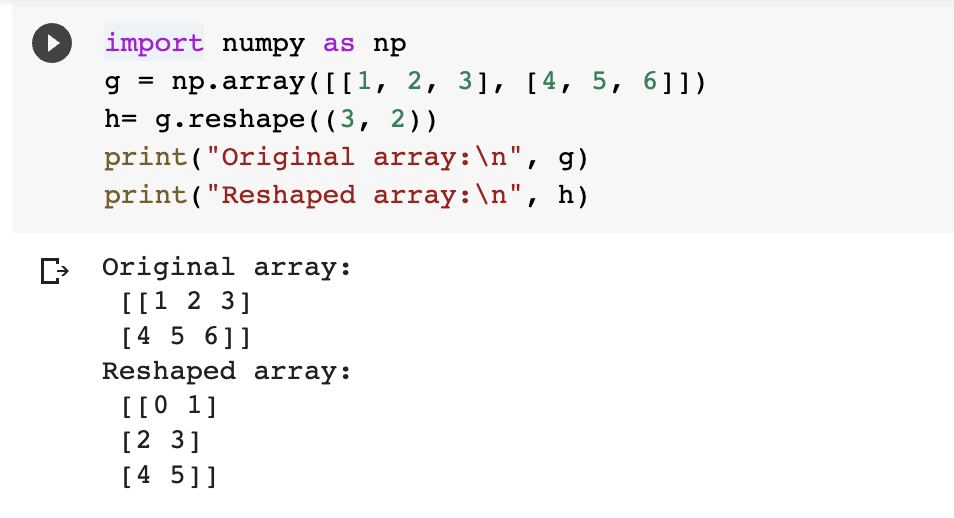 import numpy as np
g = np.array([[1, 2, 3], [4, 5, 6]])
h= g.reshape((3, 2))
print("Original array:\n", g)
print("Reshaped array:\n", h)
Original array:
[[1 2 3]
[4 5 6]]
Reshaped array:
[[0 1]
[2 3]
[4 5]]